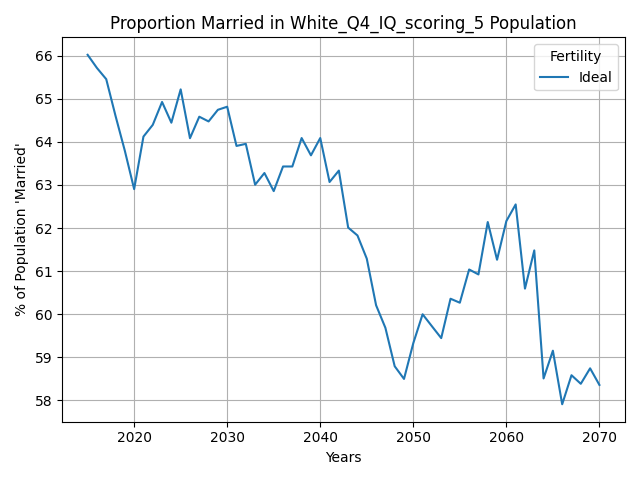 Proportion Married in White_Q4_IQ_scoring_5 Population
Fertility
Ideal
% of Population 'Married'
66
65
64
63
62
61
60
59
58
2020 2030 2040 2050 2060 2070
Years